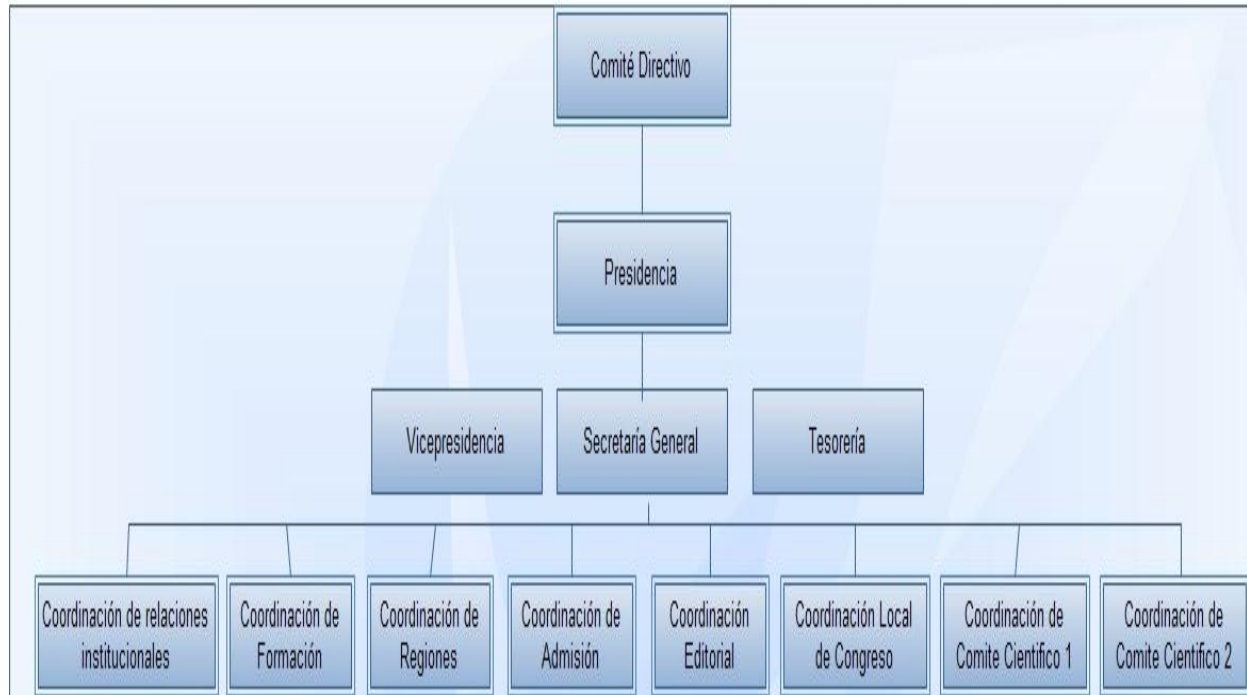 Comité Directivo
Presidencia
Vicepresidencia
Secretaría General
Tesorería
Coordinación de relaciones
institucionales
Coordinación de
Formación
Coordinación de
Regiones
Coordinación de
Admisión
Coordinación
Editorial
Coordinación Local
de Congreso
Coordinación de
Comite Científico 1
Coordinación de
Comite Científico 2